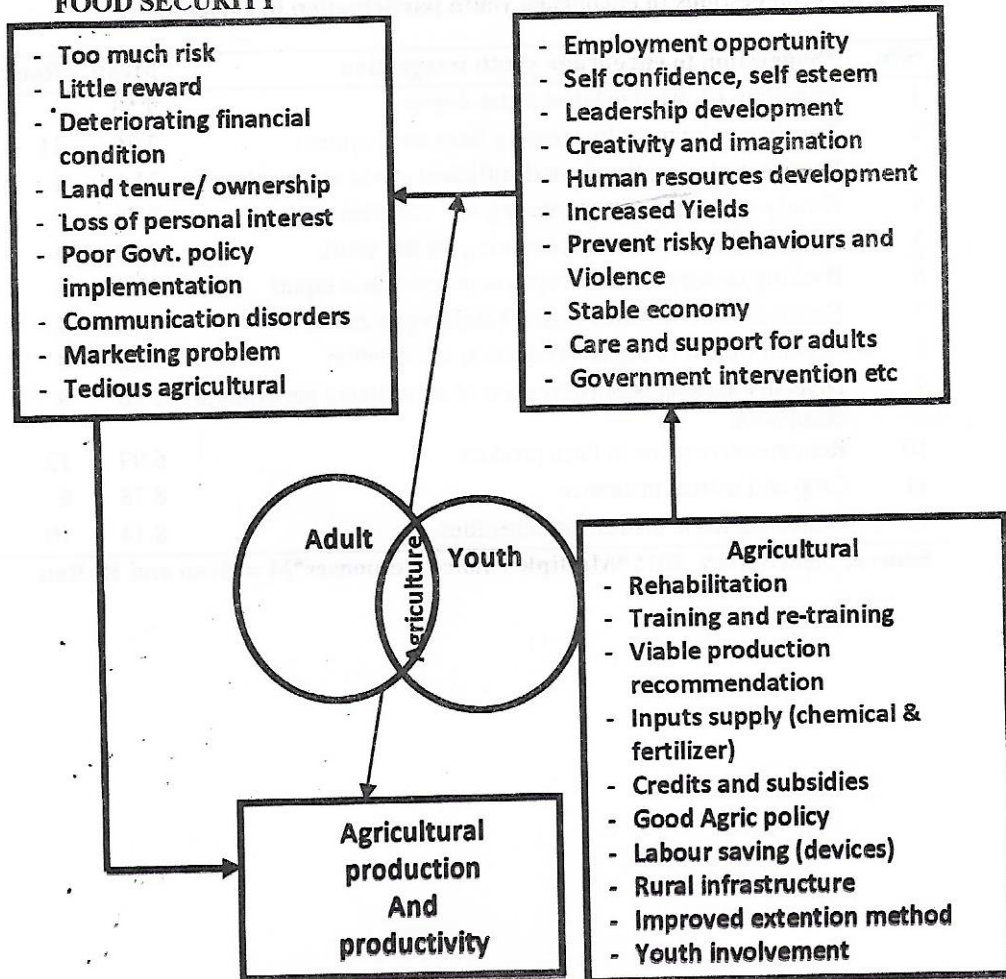 FOOD SECURITY
- Too much risk
- Little reward
- Deteriorating financial
condition
- Land tenure/ ownership
- Loss of personal interest
- Poor Govt. policy
implementation
- Communication disorders
- Marketing problem
- Tedious agricultural
- Employment opportunity
- Self confidence, self esteem
- Leadership development
- Creativity and imagination
- Human resources development
- Increased Yields
- Prevent risky behaviours and
Violence
- Stable economy
- Care and support for adults
- Government intervention etc
Adult
Agriculture
Youth
Agricultural
- Rehabilitation
- Training and re-training
- Viable production
recommendation
- Inputs supply (chemical &
fertilizer)
- Credits and subsidies
- Good Agric policy
- Labour saving (devices)
- Rural infrastructure
- Improved extention method
- Youth involvement
Agricultural
production
And
productivity